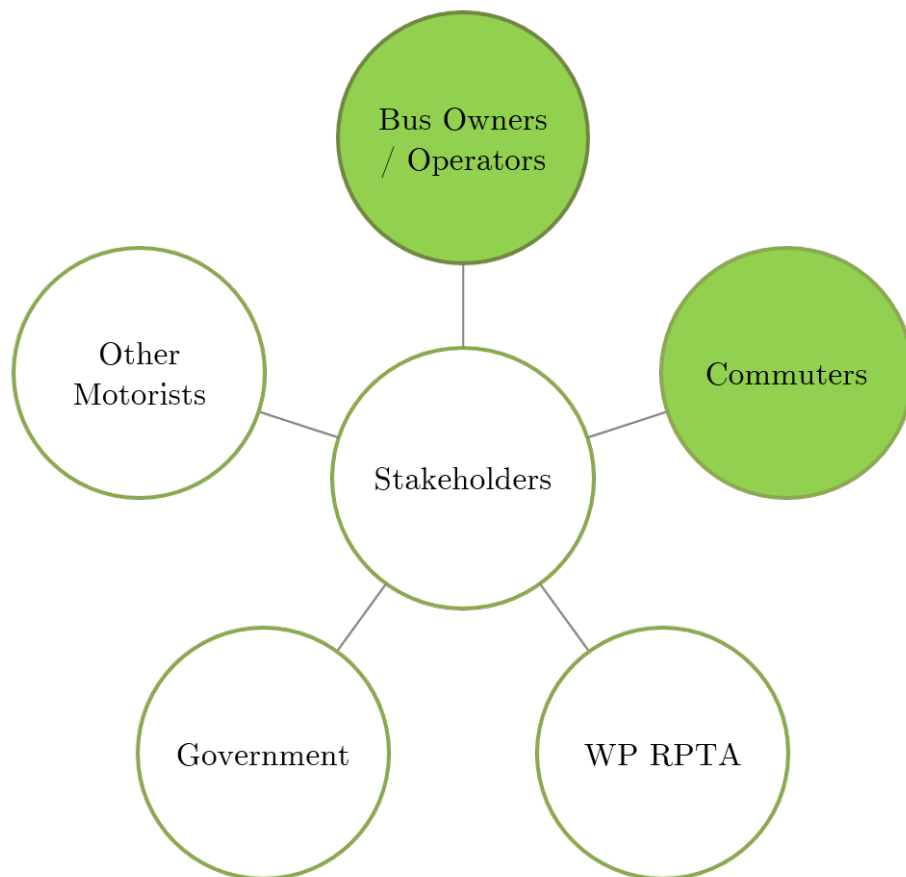 Bus Owners
/ Operators
Other
Motorists
Commuters
Stakeholders
Government
WP RPTA